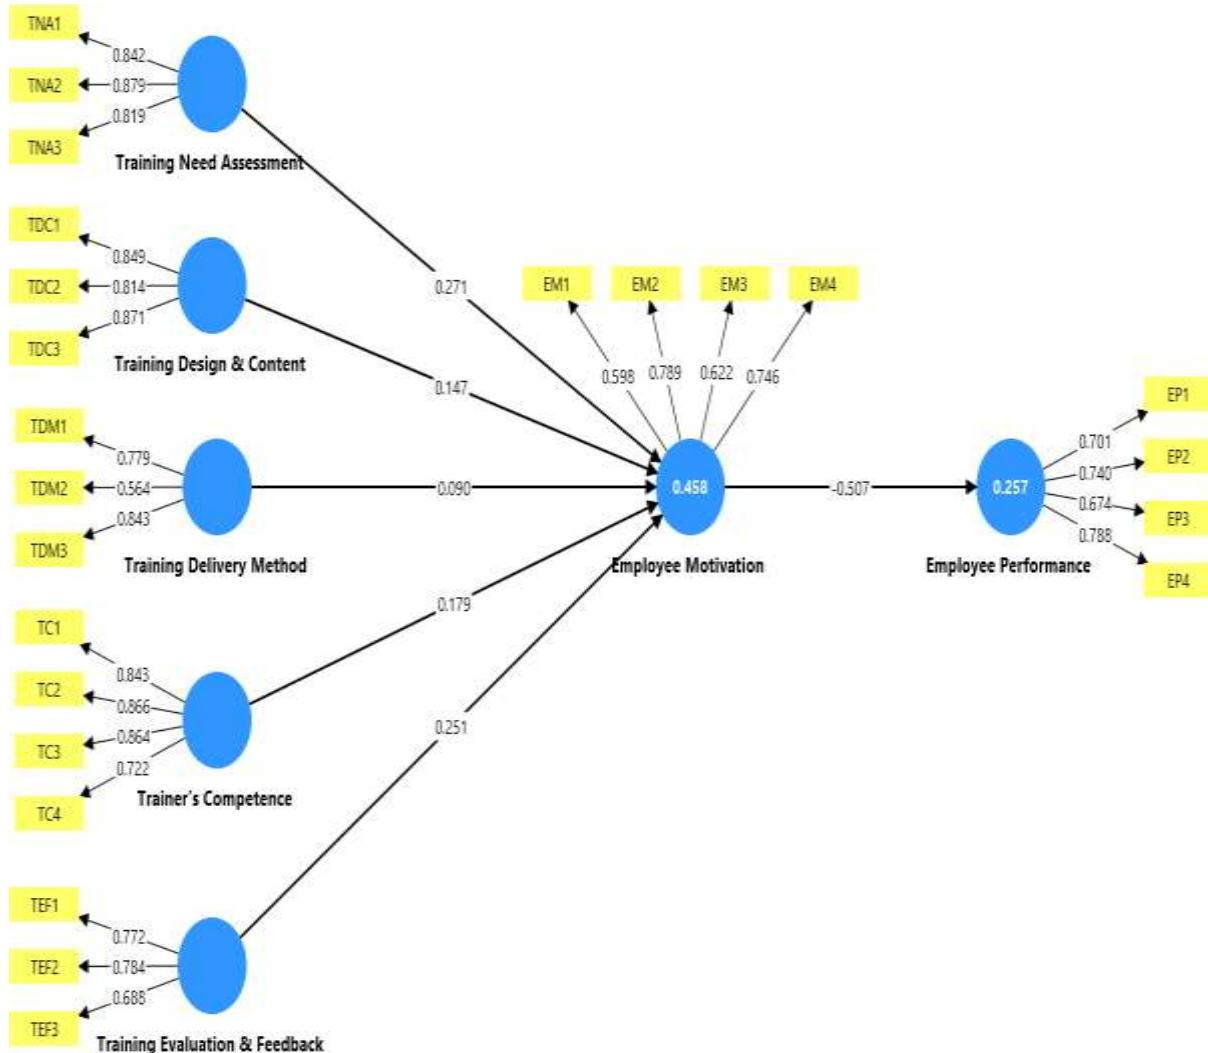 TNA1
0.842
TNA2
0.879
0.819
TNA3
Training Need Assessment
TDC1
0.849
TDC2
0.814
0.871
TDC3
Training Design & Content
TDM1
0.779
TDM2
0.564
0.843
TDM3
Training Delivery Method
TC1
0.843
TC2
0.866
0.864
TC3
0.722
TC4
Trainer's Competence
TEF1
0.772
TEF2
0.784
0.688
TEF3
Training Evaluation & Feedback
0.271
0.147
0.090
0.179
0.251
EM1
EM2
EM3
EM4
0.598
0.789
0.622
0.746
0.458
Employee Motivation
-0.507
0.257
Employee Performance
EP1
0.701
EP2
0.740
0.674
EP3
0.788
EP4